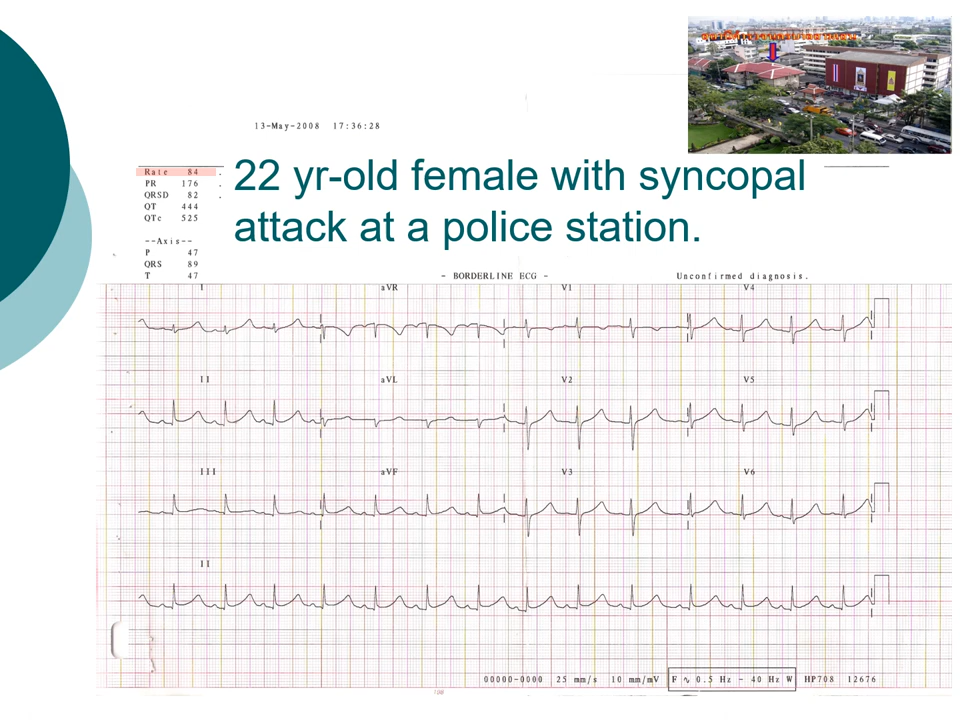 13-May-2008 17:36:28
Rate 84
PR 176
QRSD 82
QT 444
QTc 525
--Axis--
P 47
QRS 89
T 47
22 yr-old female with syncopal
attack at a police station.
- BORDERLINE ECG -
Unconfirmed diagnosis.
I aVR V1 V4
II aVL V2 V5
III aVF V3 V6
II
00000-0000 25 mm/s 10 mm/mV F ∿ 0.5 Hz - 40 Hz W HP708 12676